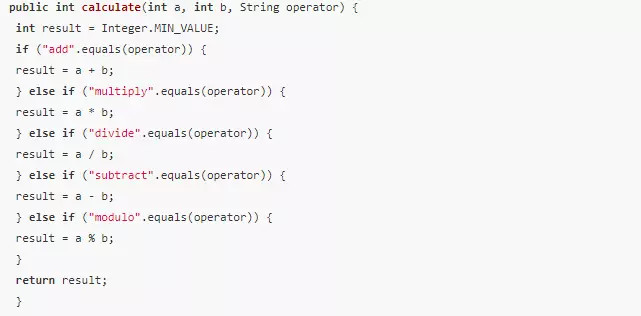 public int calculate(int a, int b, String operator) {
int result = Integer.MIN_VALUE;
if ("add".equals(operator)) {
result = a + b;
} else if ("multiply".equals(operator)) {
result = a * b;
} else if ("divide".equals(operator)) {
result = a / b;
} else if ("subtract".equals(operator)) {
result = a - b;
} else if ("modulo".equals(operator)) {
result = a % b;
}
return result;
}